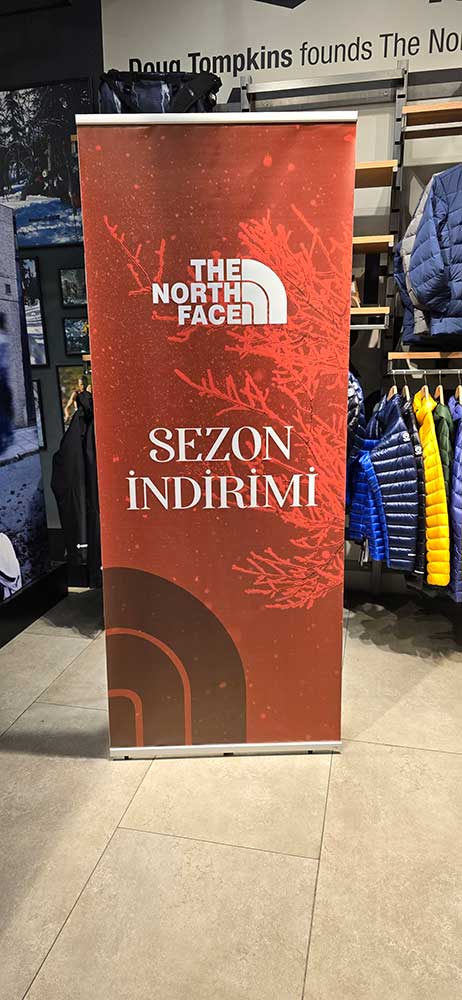 Doug Tompkins founds The No
THE
NORTH
FACE
SEZON
İNDİRİMİ